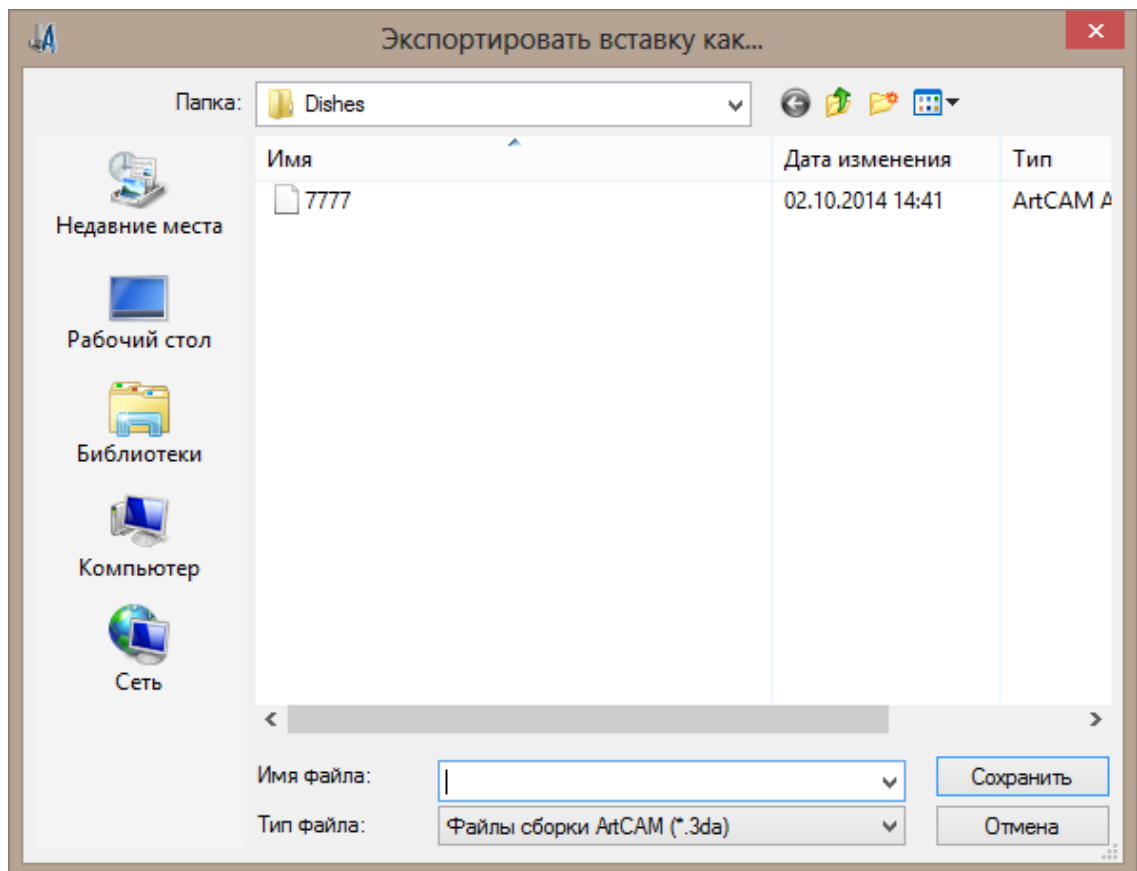 Экспортировать вставку как...
Папка:
Dishes
Имя
Дата изменения
Тип
7777
02.10.2014 14:41
ArtCAM A
Недавние места
Рабочий стол
Библиотеки
Компьютер
Сеть
Имя файла:
Сохранить
Тип файла:
Файлы сборки ArtCAM (*.3da)
Отмена